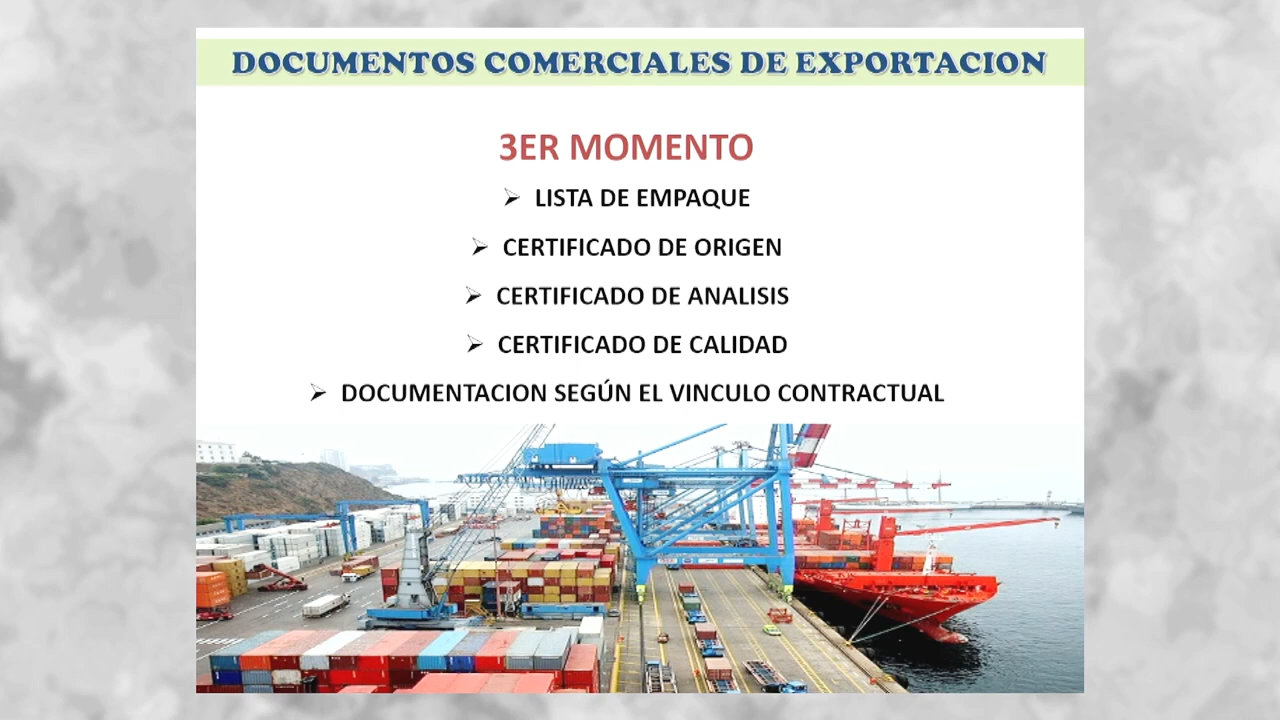 DOCUMENTOS COMERCIALES DE EXPORTACION
3ER MOMENTO
➢ LISTA DE EMPAQUE
➢ CERTIFICADO DE ORIGEN
➢ CERTIFICADO DE ANALISIS
➢ CERTIFICADO DE CALIDAD
➢ DOCUMENTACION SEGÚN EL VINCULO CONTRACTUAL